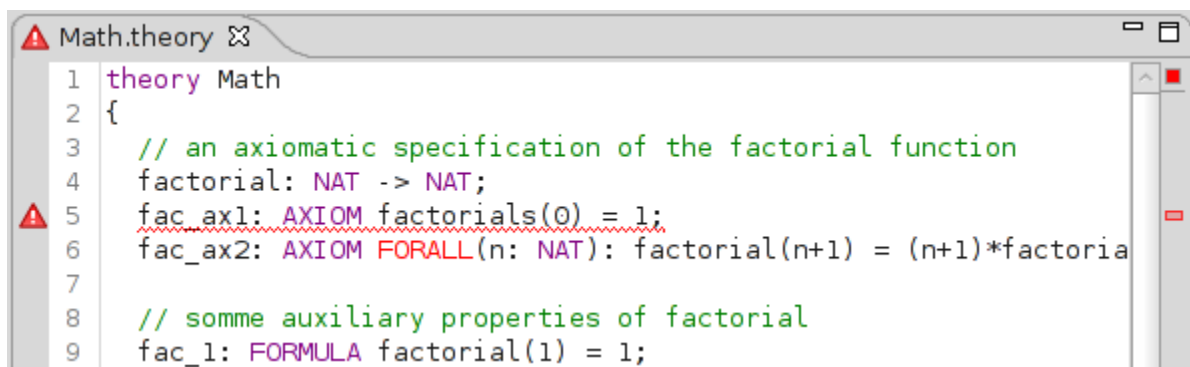 Math.theory
1 theory Math
2 {
3 // an axiomatic specification of the factorial function
4 factorial: NAT -> NAT;
5 fac_ax1: AXIOM factorials(0) = 1;
6 fac_ax2: AXIOM FORALL(n: NAT): factorial(n+1) = (n+1)*factoria
7
8 // somme auxiliary properties of factorial
9 fac_1: FORMULA factorial(1) = 1;